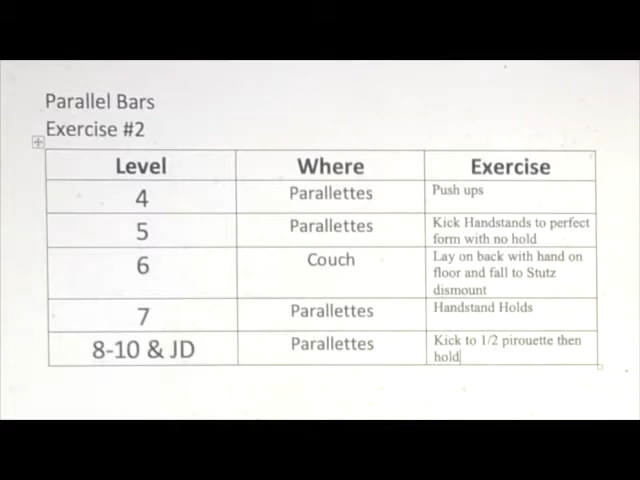 Parallel Bars
Exercise #2
Level Where Exercise
4 Parallettes Push ups
5 Parallettes Kick Handstands to perfect
form with no hold
6 Couch Lay on back with hand on
floor and fall to Stutz
dismount
7 Parallettes Handstand Holds
8-10 & JD Parallettes Kick to 1/2 pirouette then
hold